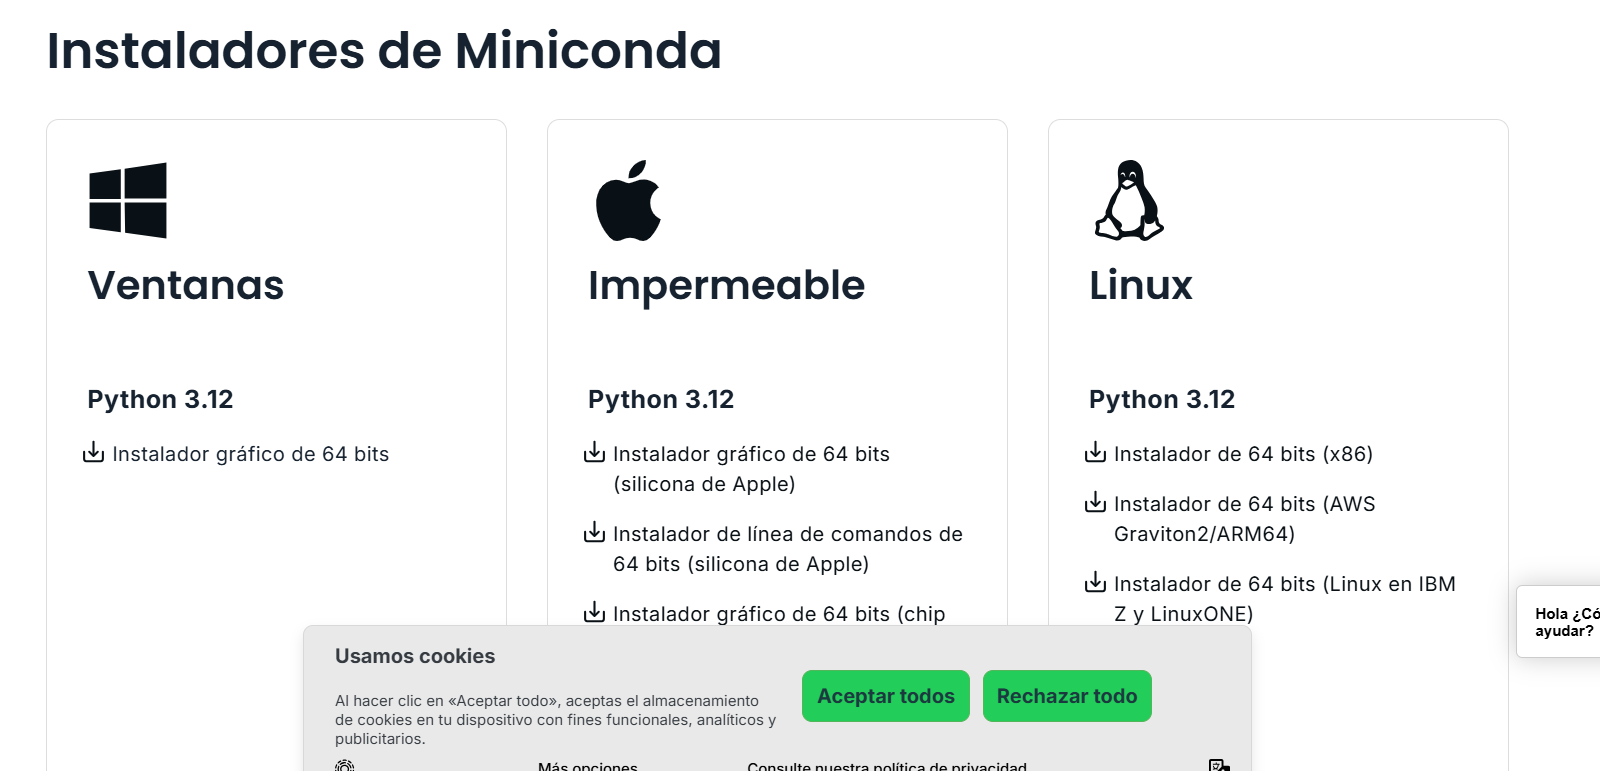 Instaladores de Miniconda
Ventanas
Python 3.12
Instalador gráfico de 64 bits
Impermeable
Python 3.12
Instalador gráfico de 64 bits
(silicona de Apple)
Instalador de línea de comandos de
64 bits (silicona de Apple)
Instalador gráfico de 64 bits (chip
Linux
Python 3.12
Instalador de 64 bits (x86)
Instalador de 64 bits (AWS
Graviton2/ARM64)
Instalador de 64 bits (Linux en IBM
Z y LinuxONE)
Hola ¿Có
ayudar?
Usamos cookies
Al hacer clic en «Aceptar todo», aceptas el almacenamiento
de cookies en tu dispositivo con fines funcionales, analíticos y
publicitarios.
Aceptar todos
Rechazar todo
Más opciones
Consulte nuestra política de privacidad